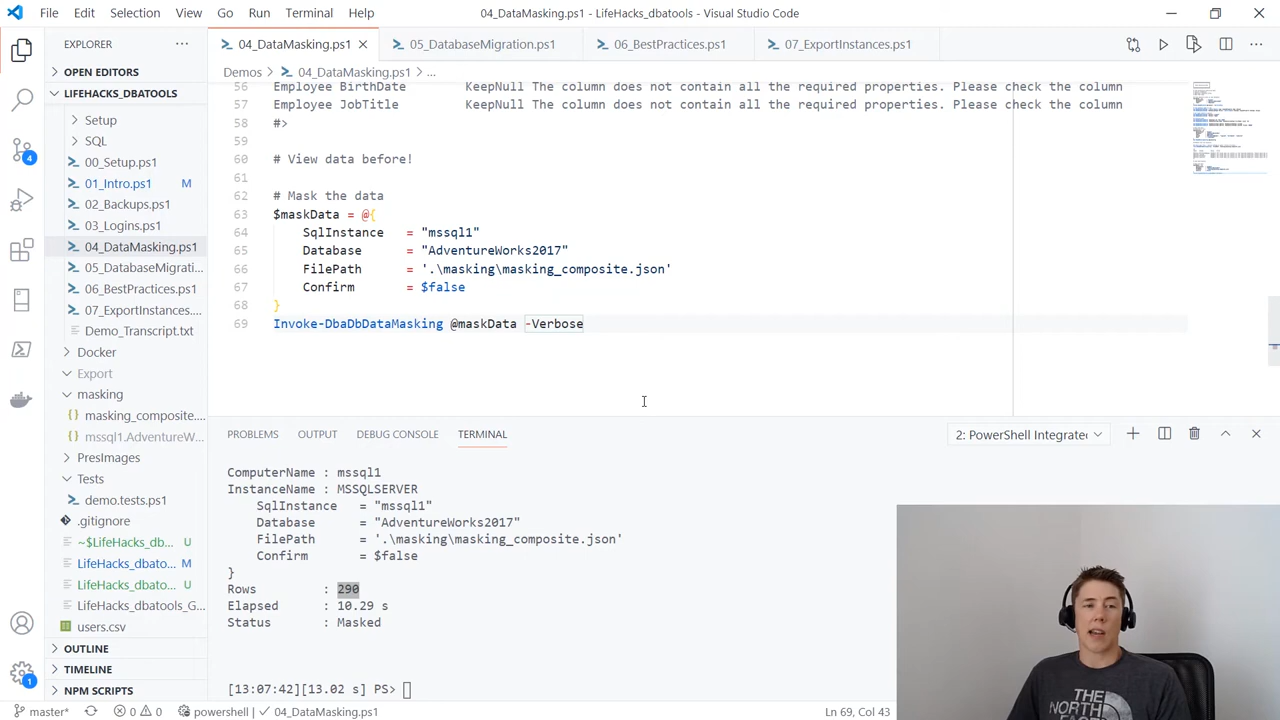 File Edit Selection View Go Run Terminal Help
04_DataMasking.ps1 - LifeHacks_dbatools - Visual Studio Code
EXPLORER
04_DataMasking.ps1
05_DatabaseMigration.ps1
06_BestPractices.ps1
07_ExportInstances.ps1
OPEN EDITORS
LIFEHACKS_DBATOOLS
Setup
SQL
00_Setup.ps1
01_Intro.ps1 M
02_Backups.ps1
03_Logins.ps1
04_DataMasking.ps1
05_DatabaseMigrati...
06_BestPractices.ps1
07_ExportInstances....
Demo_Transcript.txt
Docker
Export
masking
masking_composite....
mssql1.AdventureW...
PresImages
Tests
demo.tests.ps1
.gitignore
~$LifeHacks_db... U
LifeHacks_dbato... M
LifeHacks_dbato... U
LifeHacks_dbatools_G...
users.csv
OUTLINE
TIMELINE
NPM SCRIPTS
4
1
Demos > 04_DataMasking.ps1 > ...
56 Employee BirthDate KeepNull The column does not contain all the required properties. Please check the column
57 Employee JobTitle KeepNull The column does not contain all the required properties. Please check the column
58 #>
59
60 # View data before!
61
62 # Mask the data
63 $maskData = @{
64 SqlInstance = "mssql1"
65 Database = "AdventureWorks2017"
66 FilePath = '.\masking\masking_composite.json'
67 Confirm = $false
68 }
69 Invoke-DbaDbDataMasking @maskData -Verbose
PROBLEMS OUTPUT DEBUG CONSOLE TERMINAL
2: PowerShell Integrate
ComputerName : mssql1
InstanceName : MSSQLSERVER
SqlInstance = "mssql1"
Database = "AdventureWorks2017"
FilePath = '.\masking\masking_composite.json'
Confirm = $false
}
Rows : 290
Elapsed : 10.29 s
Status : Masked
[13:07:42][13.02 s] PS>
THE
NORTH
FACE
master* 0 0 powershell 04_DataMasking.ps1
Ln 69, Col 43